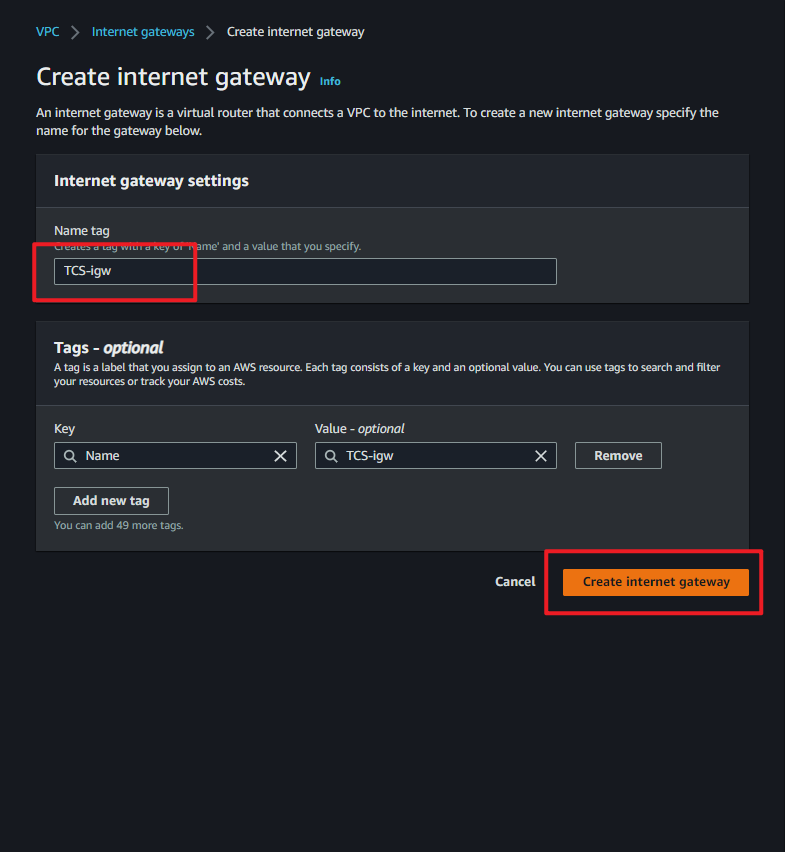 VPC > Internet gateways > Create internet gateway
Create internet gateway Info
An internet gateway is a virtual router that connects a VPC to the internet. To create a new internet gateway specify the
name for the gateway below.
Internet gateway settings
Name tag
Creates a tag with a key of 'Name' and a value that you specify.
TCS-igw
Tags - optional
A tag is a label that you assign to an AWS resource. Each tag consists of a key and an optional value. You can use tags to search and filter
your resources or track your AWS costs.
Key Value - optional
Name TCS-igw Remove
Add new tag
You can add 49 more tags.
Cancel Create internet gateway